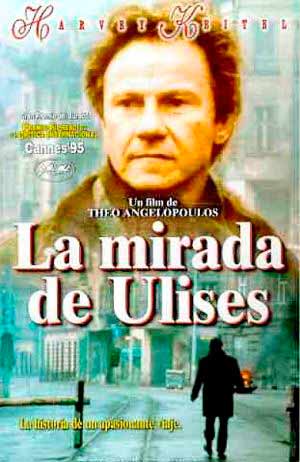 HARVEY KEITEL
Cannes 95
Un film de
THEO ANGELOPOULOS
La mirada
de Ulises
La historia de un apasionante viaje.